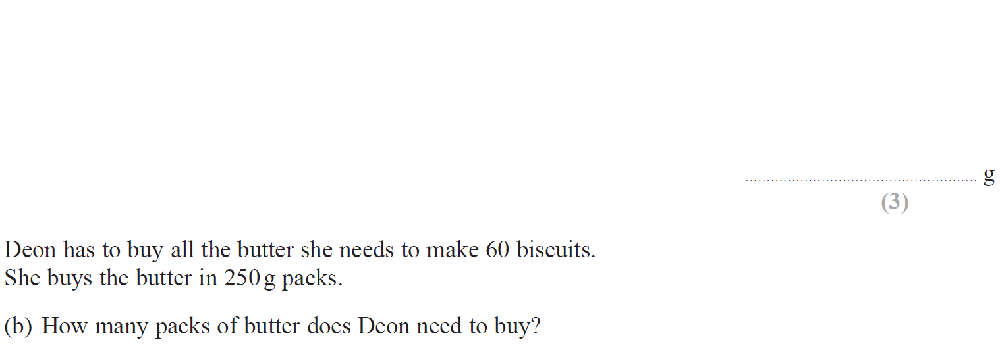 ........................................................ g
(3)
Deon has to buy all the butter she needs to make 60 biscuits.
She buys the butter in 250 g packs.
(b) How many packs of butter does Deon need to buy?